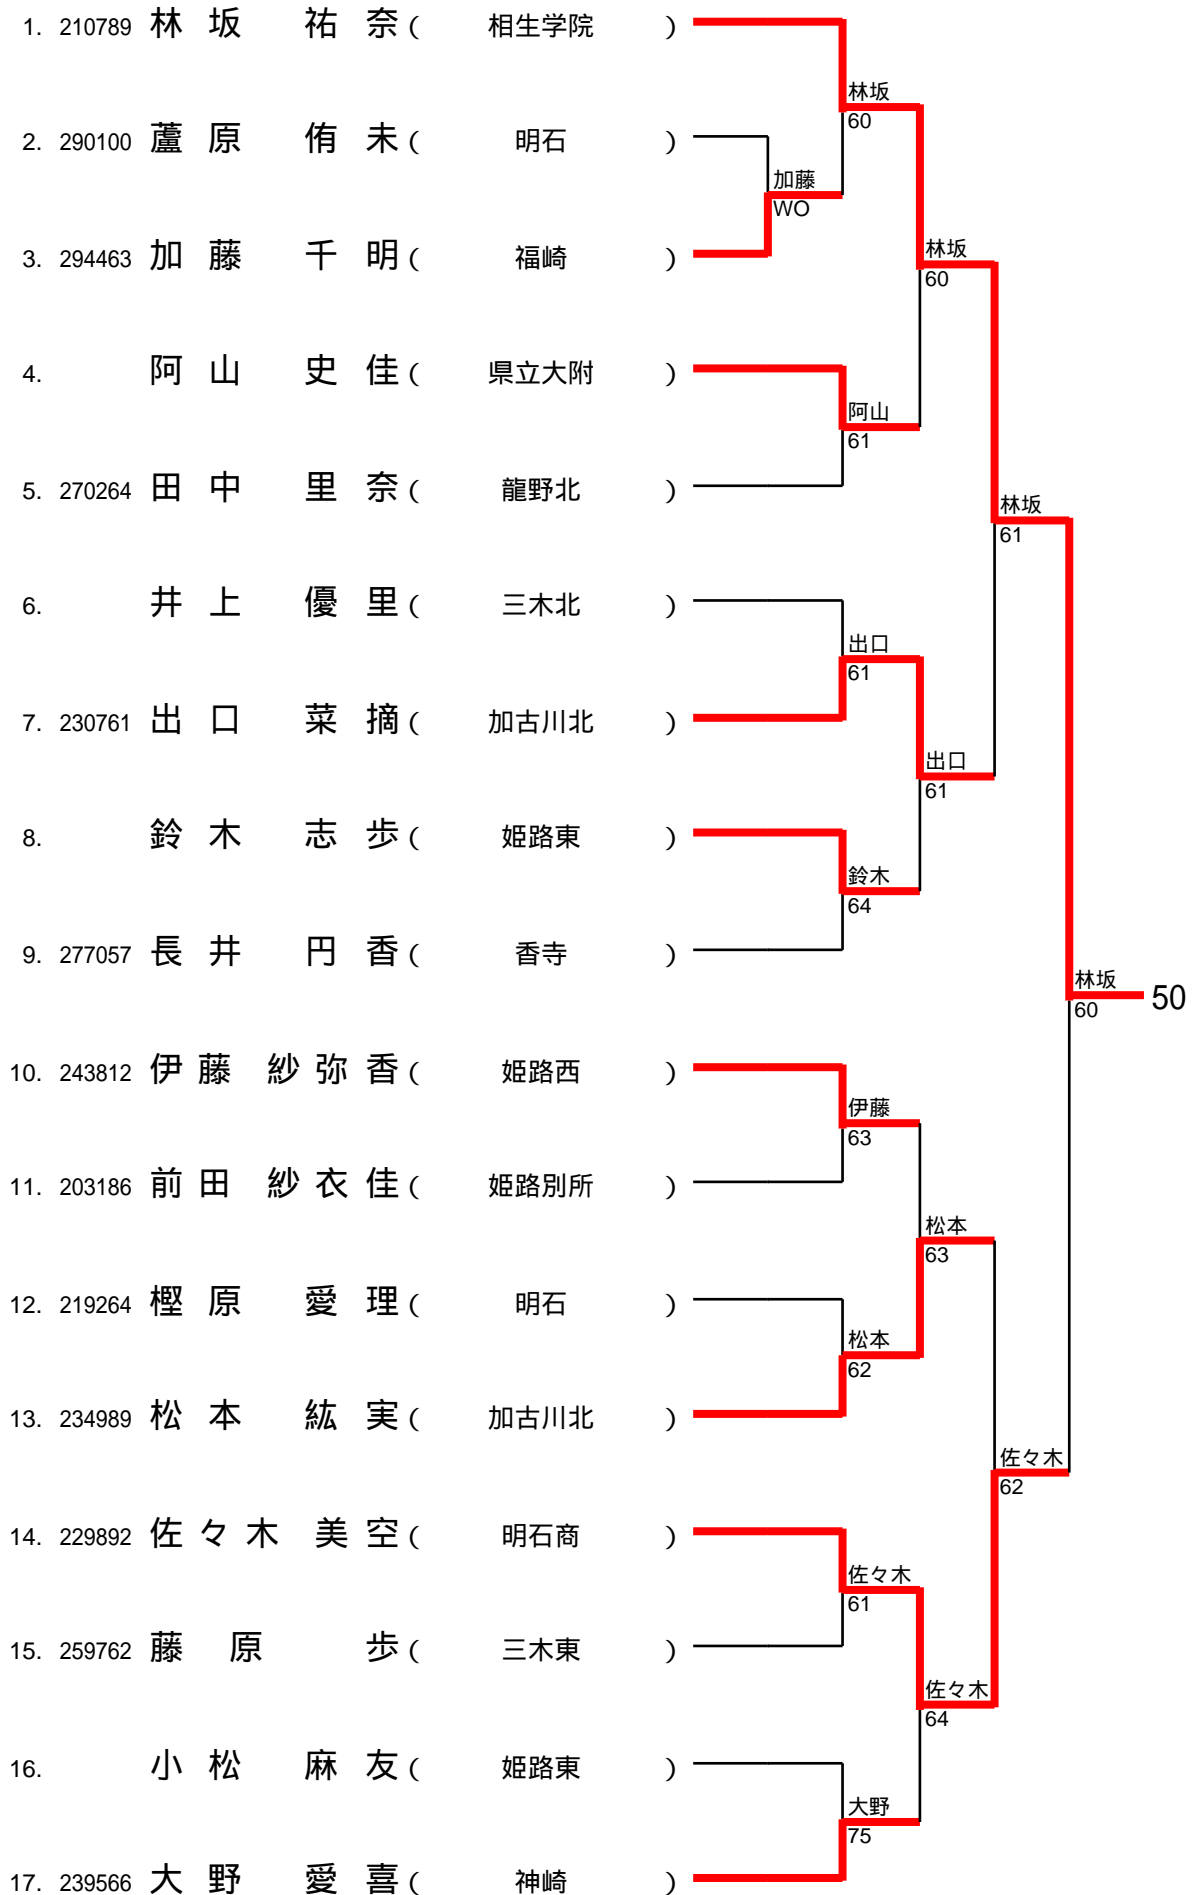 1. 210789 林 坂 祐 奈 ( 相生学院 )
林坂
60
2. 290100 蘆 原 侑 未 ( 明石 )
加藤
WO
3. 294463 加 藤 千 明 ( 福崎 )
林坂
60
4. 阿 山 史 佳 ( 県立大附 )
阿山
61
5. 270264 田 中 里 奈 ( 龍野北 )
林坂
61
6. 井 上 優 里 ( 三木北 )
出口
61
7. 230761 出 口 菜 摘 ( 加古川北 )
出口
61
8. 鈴 木 志 歩 ( 姫路東 )
鈴木
64
9. 277057 長 井 円 香 ( 香寺 )
林坂
60
50
10. 243812 伊 藤 紗 弥 香 ( 姫路西 )
伊藤
63
11. 203186 前 田 紗 衣 佳 ( 姫路別所 )
松本
63
12. 219264 樫 原 愛 理 ( 明石 )
松本
62
13. 234989 松 本 紘 実 ( 加古川北 )
佐々木
62
14. 229892 佐 々 木 美 空 ( 明石商 )
佐々木
61
15. 259762 藤 原 歩 ( 三木東 )
佐々木
64
16. 小 松 麻 友 ( 姫路東 )
大野
75
17. 239566 大 野 愛 喜 ( 神崎 )